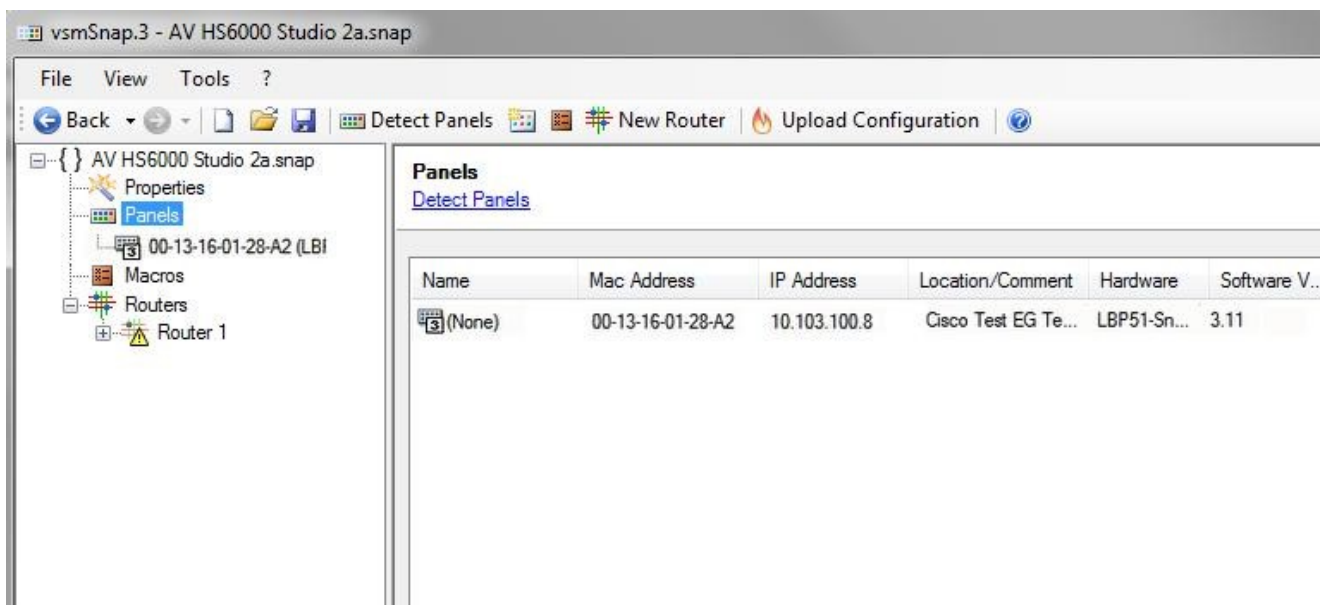 vsmSnap.3 - AV HS6000 Studio 2a.snap
File View Tools ?
Back Detect Panels New Router Upload Configuration
AV HS6000 Studio 2a.snap
Properties
Panels
00-13-16-01-28-A2 (LBI
Macros
Routers
Router 1
Panels
Detect Panels
Name Mac Address IP Address Location/Comment Hardware Software V...
(None) 00-13-16-01-28-A2 10.103.100.8 Cisco Test EG Te... LBP51-Sn... 3.11